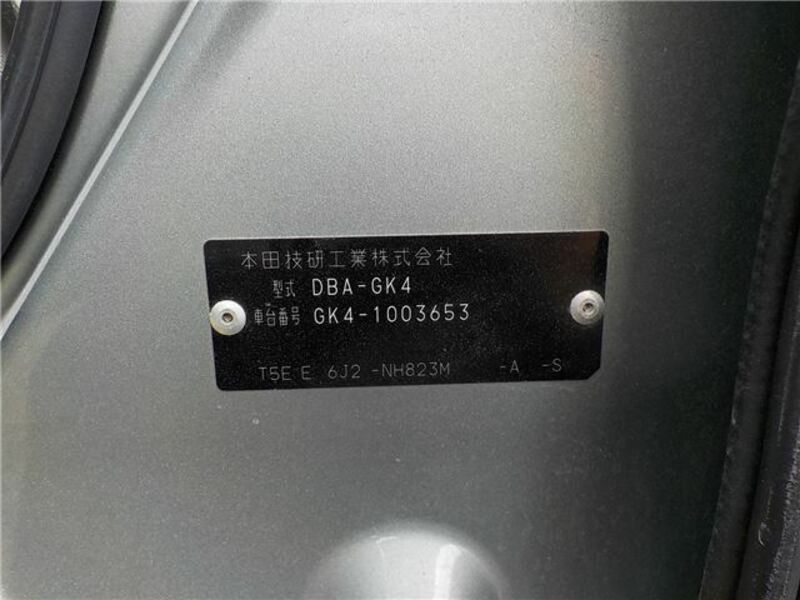 本田技研工業株式会社
型式 DBA-GK4
車台番号 GK4-1003653
T5E E 6J2 -NH823M -A -S